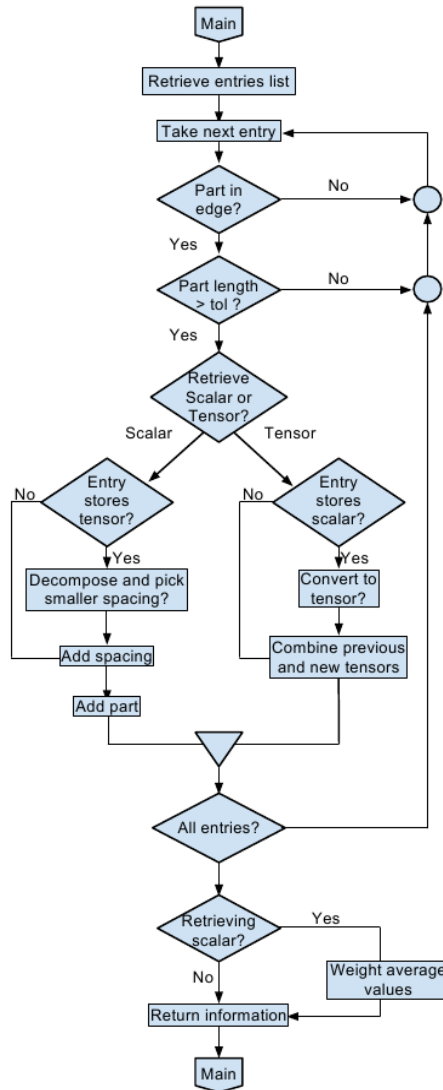 Main
Retrieve entries list
Take next entry
Part in
edge?
No
Yes
Part length
> tol ?
No
Yes
Retrieve
Scalar or
Tensor?
Scalar
Tensor
No
Entry
stores
tensor?
No
Entry
stores
scalar?
Yes
Yes
Decompose and pick
smaller spacing?
Convert to
tensor?
Add spacing
Combine previous
and new tensors
Add part
All entries?
Retrieving
scalar?
Yes
No
Weight average
values
Return information
Main